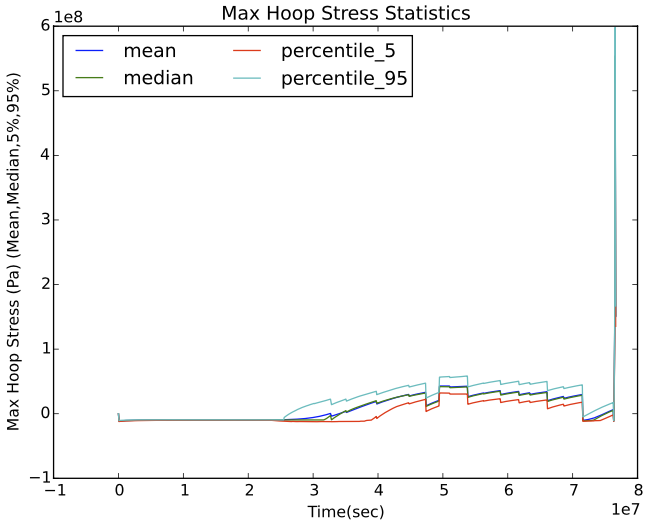 Max Hoop Stress Statistics
1e8
mean
median
percentile_5
percentile_95
6
5
4
3
2
1
0
−1
Max Hoop Stress (Pa) (Mean,Median,5%,95%)
−1 0 1 2 3 4 5 6 7 8
1e7
Time(sec)